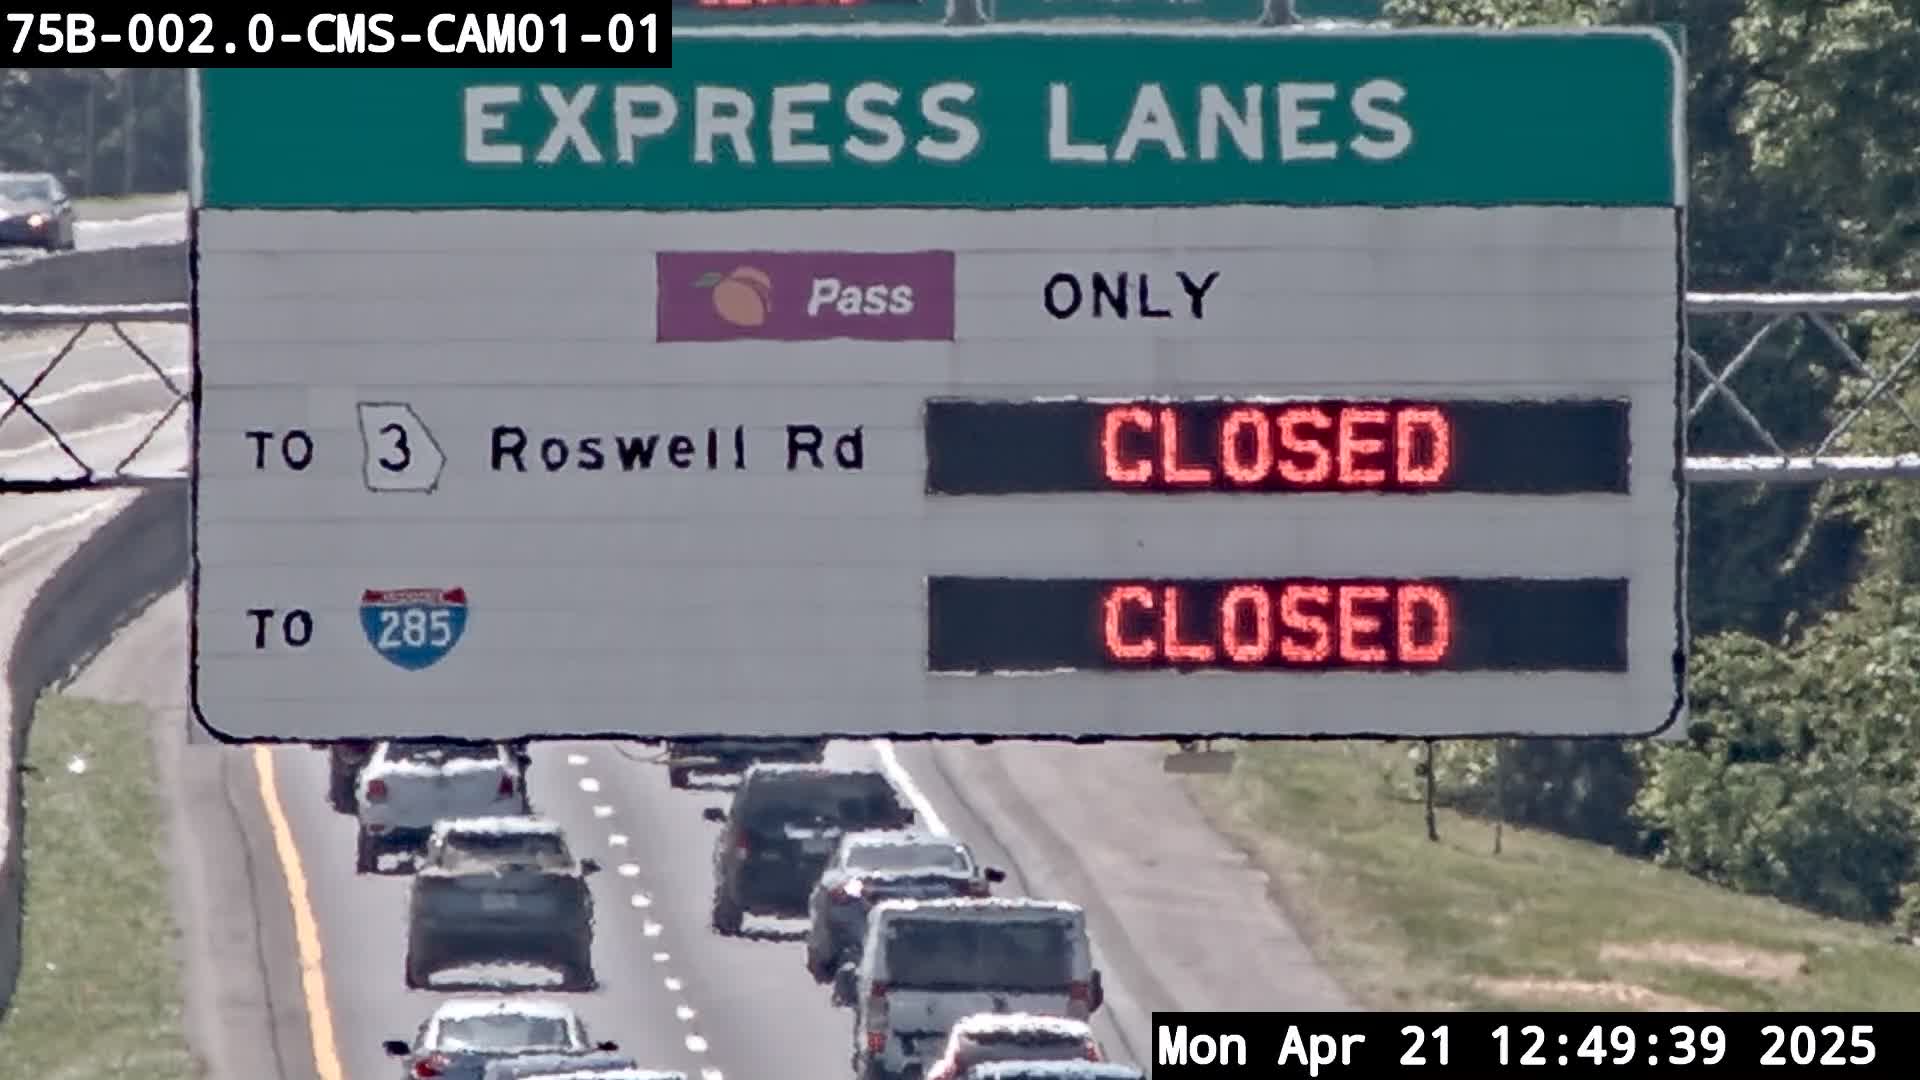 75B-002.0-CMS-CAM01-01
EXPRESS LANES
Pass ONLY
TO 3 Roswell Rd CLOSED
TO 285 CLOSED
Mon Apr 21 12:49:39 2025